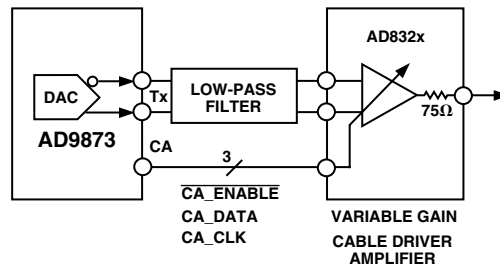 AD832x
DAC
Tx
LOW-PASS
FILTER
75Ω
AD9873
CA
3
CA_ENABLE
CA_DATA
CA_CLK
VARIABLE GAIN
CABLE DRIVER
AMPLIFIER